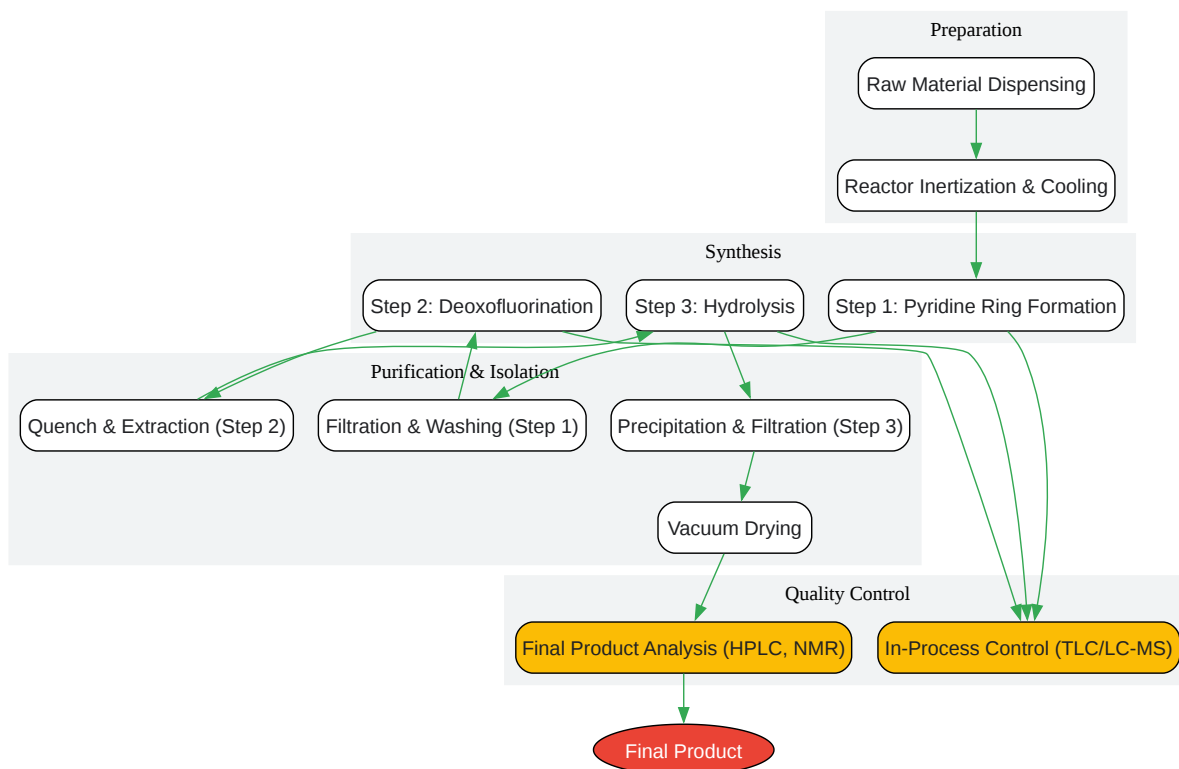 Preparation
Raw Material Dispensing
Reactor Inertization & Cooling
Synthesis
Step 2: Deoxofluorination
Step 3: Hydrolysis
Step 1: Pyridine Ring Formation
Purification & Isolation
Quench & Extraction (Step 2)
Filtration & Washing (Step 1)
Precipitation & Filtration (Step 3)
Vacuum Drying
Quality Control
Final Product Analysis (HPLC, NMR)
In-Process Control (TLC/LC-MS)
Final Product